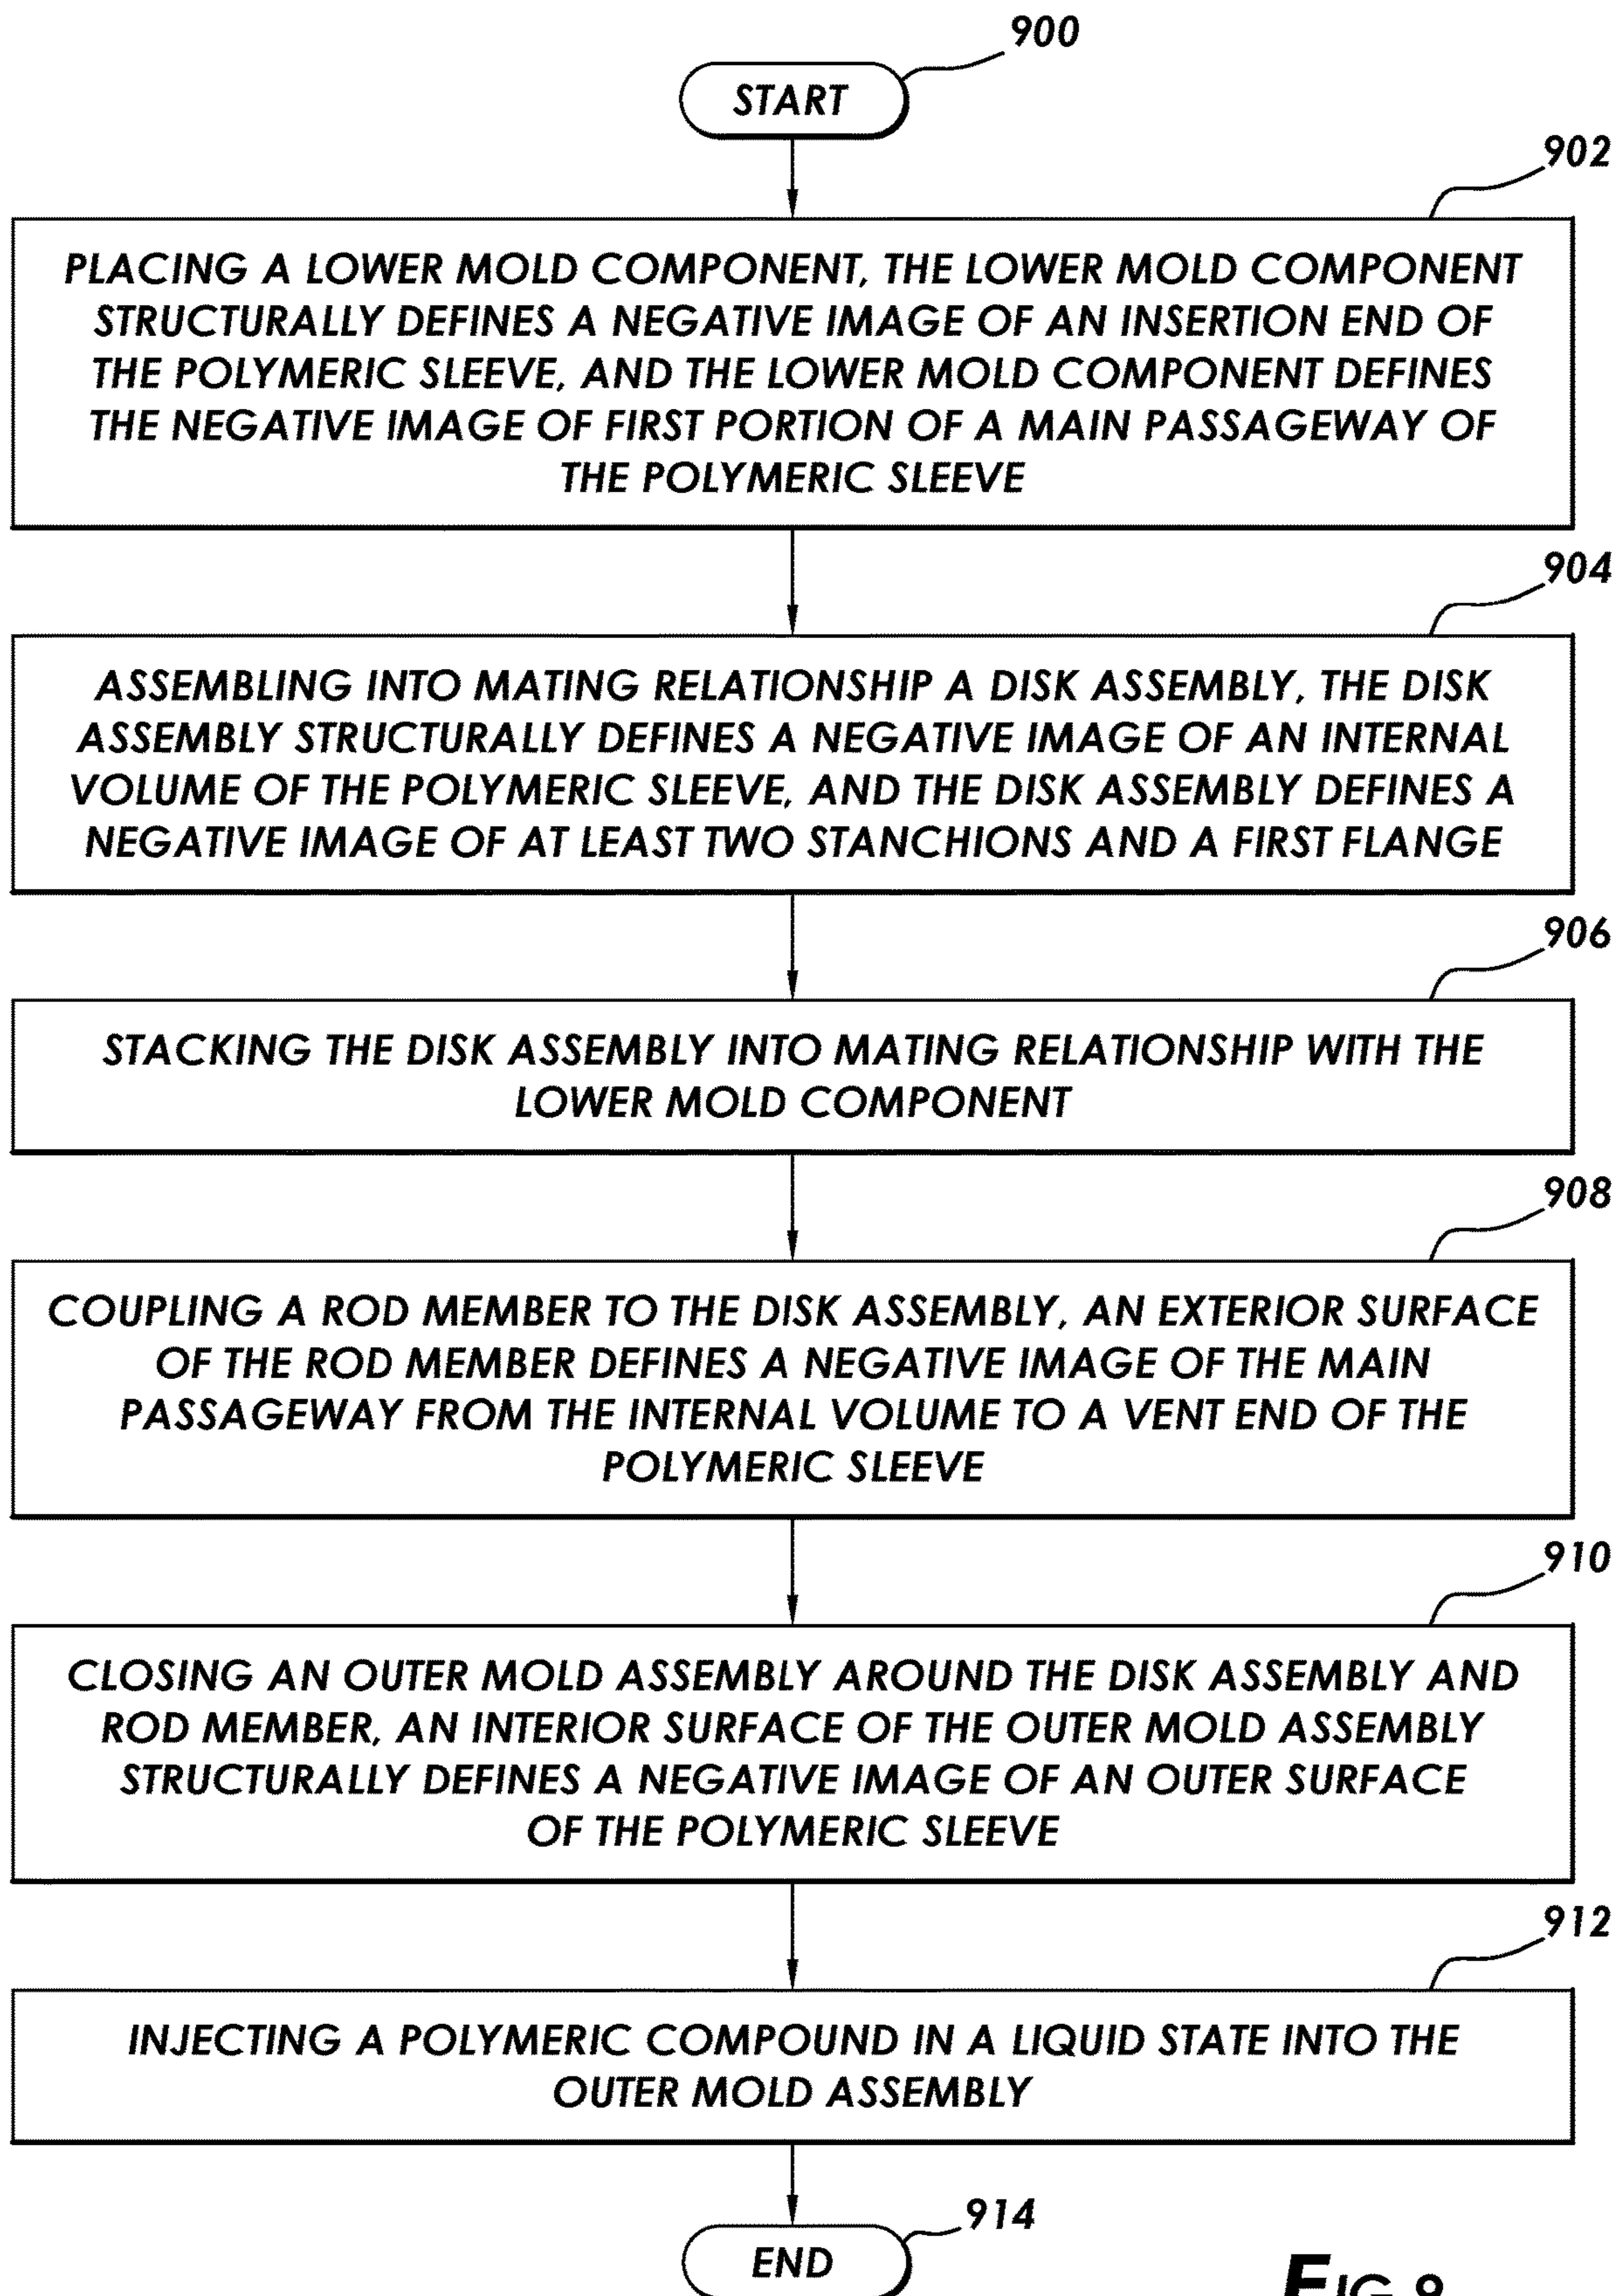 900
START
902
PLACING A LOWER MOLD COMPONENT, THE LOWER MOLD COMPONENT
STRUCTURALLY DEFINES A NEGATIVE IMAGE OF AN INSERTION END OF
THE POLYMERIC SLEEVE, AND THE LOWER MOLD COMPONENT DEFINES
THE NEGATIVE IMAGE OF FIRST PORTION OF A MAIN PASSAGEWAY OF
THE POLYMERIC SLEEVE
904
ASSEMBLING INTO MATING RELATIONSHIP A DISK ASSEMBLY, THE DISK
ASSEMBLY STRUCTURALLY DEFINES A NEGATIVE IMAGE OF AN INTERNAL
VOLUME OF THE POLYMERIC SLEEVE, AND THE DISK ASSEMBLY DEFINES A
NEGATIVE IMAGE OF AT LEAST TWO STANCHIONS AND A FIRST FLANGE
906
STACKING THE DISK ASSEMBLY INTO MATING RELATIONSHIP WITH THE
LOWER MOLD COMPONENT
908
COUPLING A ROD MEMBER TO THE DISK ASSEMBLY, AN EXTERIOR SURFACE
OF THE ROD MEMBER DEFINES A NEGATIVE IMAGE OF THE MAIN
PASSAGEWAY FROM THE INTERNAL VOLUME TO A VENT END OF THE
POLYMERIC SLEEVE
910
CLOSING AN OUTER MOLD ASSEMBLY AROUND THE DISK ASSEMBLY AND
ROD MEMBER, AN INTERIOR SURFACE OF THE OUTER MOLD ASSEMBLY
STRUCTURALLY DEFINES A NEGATIVE IMAGE OF AN OUTER SURFACE
OF THE POLYMERIC SLEEVE
912
INJECTING A POLYMERIC COMPOUND IN A LIQUID STATE INTO THE
OUTER MOLD ASSEMBLY
914
END
FIG.9